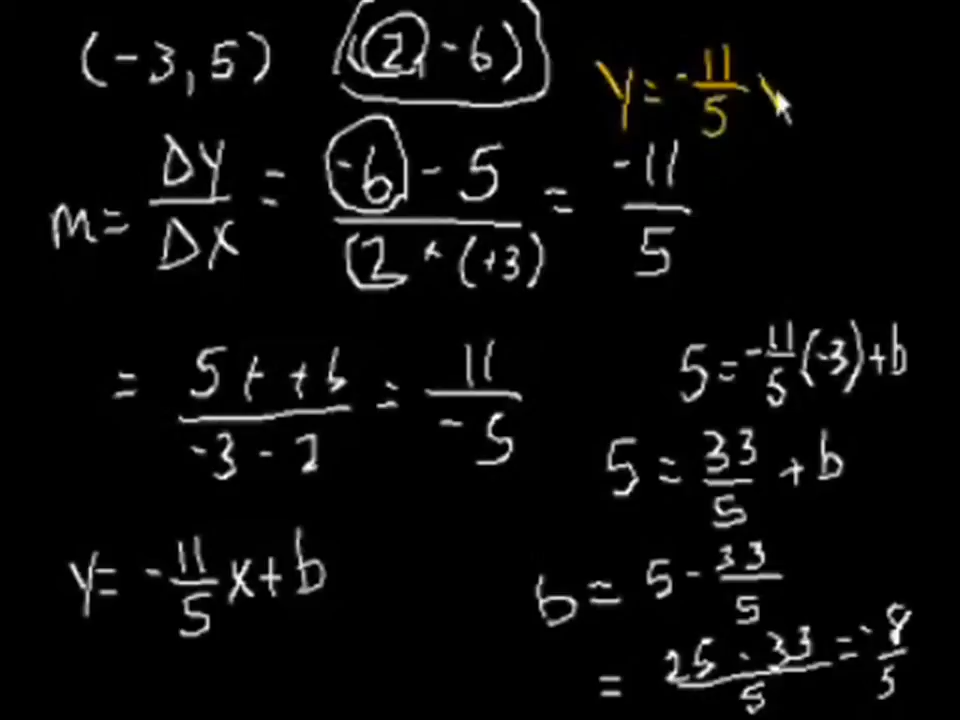 (-3, 5) (2, -6)
y = -11/5 x
m = Δy/Δx = (-6 - 5)/(2 + (+3)) = -11/5
= (5 + + 6)/(-3 - 2) = 11/-5
5 = -11/5 (-3) + b
5 = 33/5 + b
y = -11/5 x + b
b = 5 - 33/5
= (25 - 33)/5 = -8/5